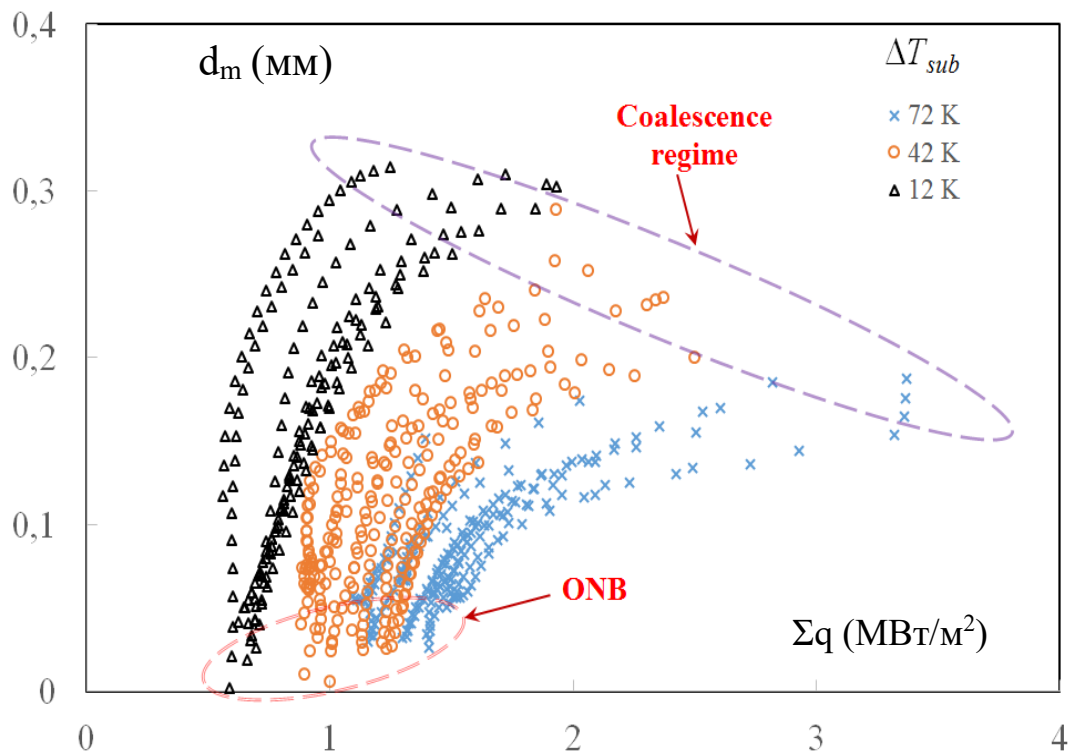 0,4
d_m (мм)
ΔT_sub
72 K
42 K
12 K
Coalescence
regime
0,3
0,2
0,1
ONB
Σq (МВт/м²)
0
0
1
2
3
4